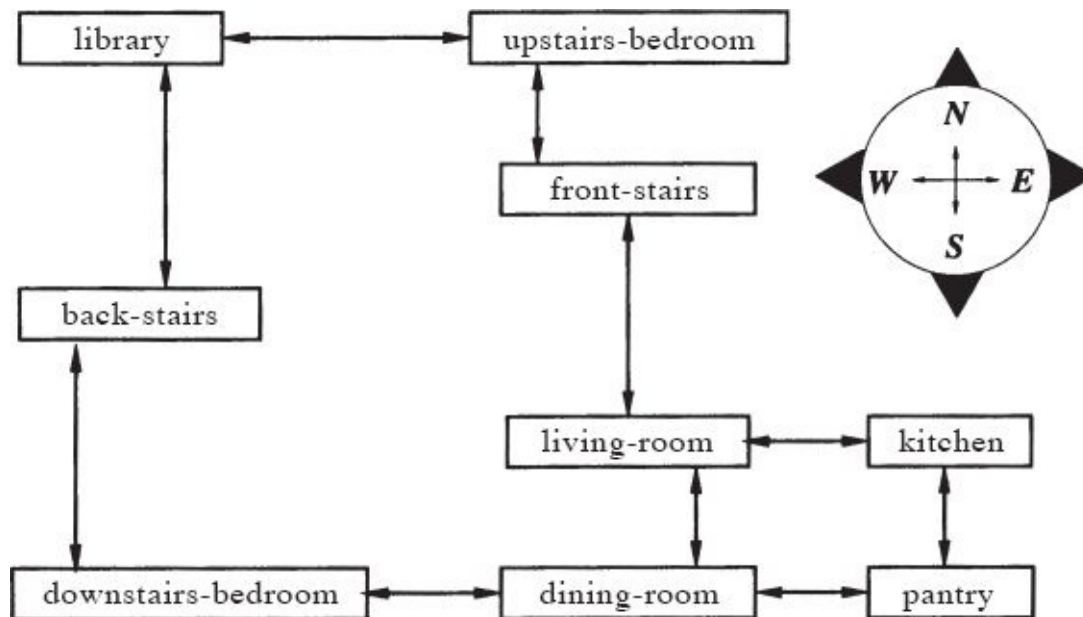 library
upstairs-bedroom
N
W
E
S
front-stairs
back-stairs
living-room
kitchen
downstairs-bedroom
dining-room
pantry